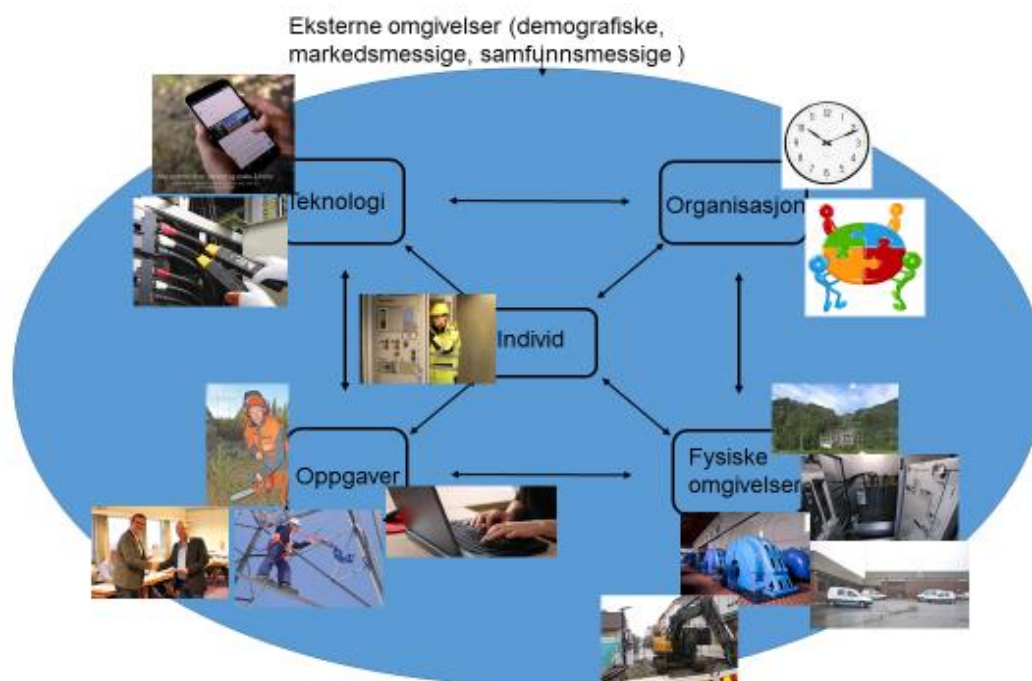 Eksterne omgivelser (demografiske,
markedsmessige, samfunnsmessige )
Teknologi
Organisasjon
Individ
Oppgaver
Fysiske
omgivelser